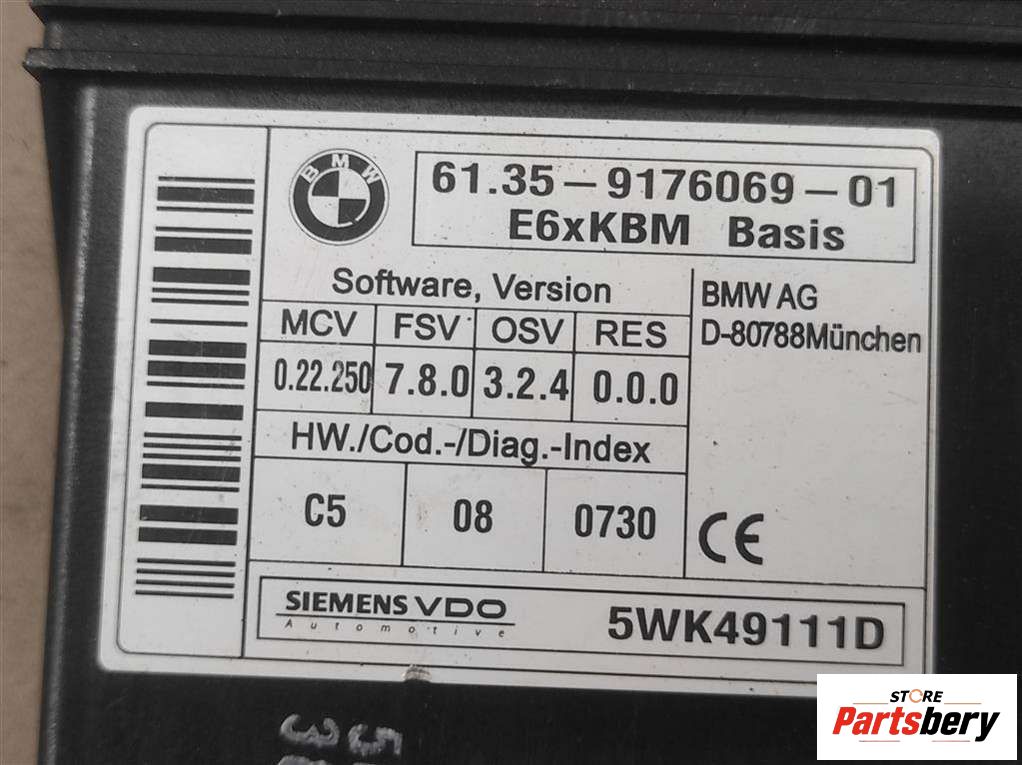 BMW
61.35-9176069-01
E6xKBM Basis
Software, Version
MCV FSV OSV RES
0.22.250 7.8.0 3.2.4 0.0.0
BMW AG
D-80788München
HW./Cod.-/Diag.-Index
C5 08 0730
CE
SIEMENS VDO
Automotive
5WK49111D
STORE
Partsbery